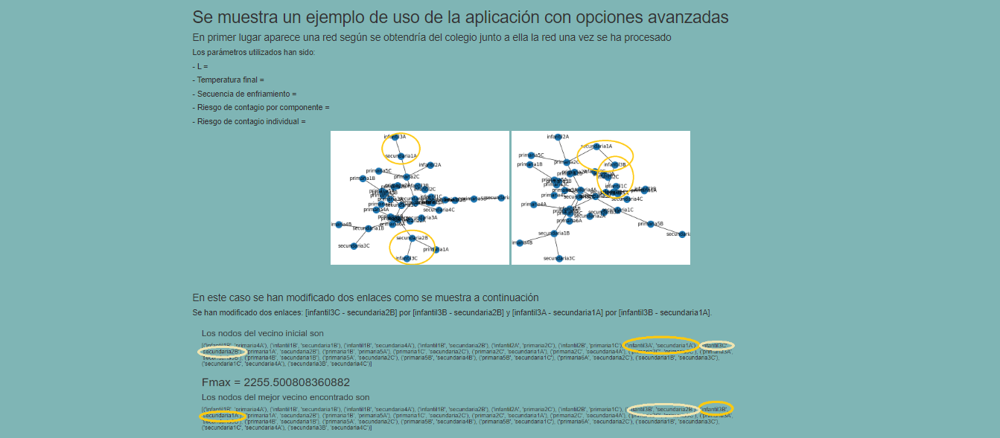 Se muestra un ejemplo de uso de la aplicación con opciones avanzadas
En primer lugar aparece una red según se obtendría del colegio junto a ella la red una vez se ha procesado
Los parámetros utilizados han sido:
- L =
- Temperatura final =
- Secuencia de enfriamiento =
- Riesgo de contagio por componente =
- Riesgo de contagio individual =
infantil3A
secundaria1A
infantil2A
primaria5C
primaria1B
primaria2C
infantil2C
primaria4A
secundaria4C
secundaria3A
imaria4B
secundaria1B
secundaria3C
secundaria2B
primaria1A
infantil3C
infantil2A
secundaria1A
primaria5C
primaria1B
primaria2C
infantil3B
infantil1C
secundaria4C
primaria4A
infantil1B
primaria6A
secundaria2A
secundaria1C
primaria5B
secundaria1B
imaria4B
secundaria3C
En este caso se han modificado dos enlaces como se muestra a continuación
Se han modificado dos enlaces: [infantil3C - secundaria2B] por [infantil3B - secundaria2B] y [infantil3A - secundaria1A] por [infantil3B - secundaria1A].
Los nodos del vecino inicial son
[('infantil1B', 'primaria4A'), ('infantil1B', 'secundaria1B'), ('infantil1B', 'secundaria4A'), ('infantil1B', 'secundaria2B'), ('infantil2A', 'primaria2C'), ('infantil2B', 'primaria1C'), ('infantil3A', 'secundaria1A'), ('infantil3C',
'secundaria2B'), ('primaria1A', 'secundaria2B'), ('primaria1B', 'primaria5A'), ('primaria1C', 'secundaria2C'), ('primaria2C', 'secundaria1A'), ('primaria2C', 'secundaria4A'),
'secundaria1B'), ('primaria5A', 'secundaria2C'), ('primaria5B', 'secundaria4B'), ('primaria5B', 'secundaria1C'), ('primaria6A', 'secundaria2C'), ('secundaria1B', 'secundaria3C'),
('secundaria1C', 'secundaria4A'), ('secundaria3B', 'secundaria4C')]
Fmax = 2255.500808360882
Los nodos del mejor vecino encontrado son
[('infantil1B', 'primaria4A'), ('infantil1B', 'secundaria1B'), ('infantil1B', 'secundaria4A'), ('infantil1B', 'secundaria2B'), ('infantil2A', 'primaria2C'), ('infantil2B', 'primaria1C'), ('infantil3B', 'secundaria2B'), ('infantil3B',
'secundaria1A'), ('primaria1A', 'secundaria2B'), ('primaria1B', 'primaria5A'), ('primaria1C', 'secundaria2C'), ('primaria2C', 'secundaria1A'), ('primaria2C', 'secundaria4A'),
('primaria4B', 'secundaria1B'), ('primaria5A', 'secundaria2C'), ('primaria5B', 'secundaria4B'), ('primaria5B', 'secundaria1C'), ('primaria6A', 'secundaria2C'), ('secundaria1B', 'secundaria3C'),
('secundaria1C', 'secundaria4A'), ('secundaria3B', 'secundaria4C')]